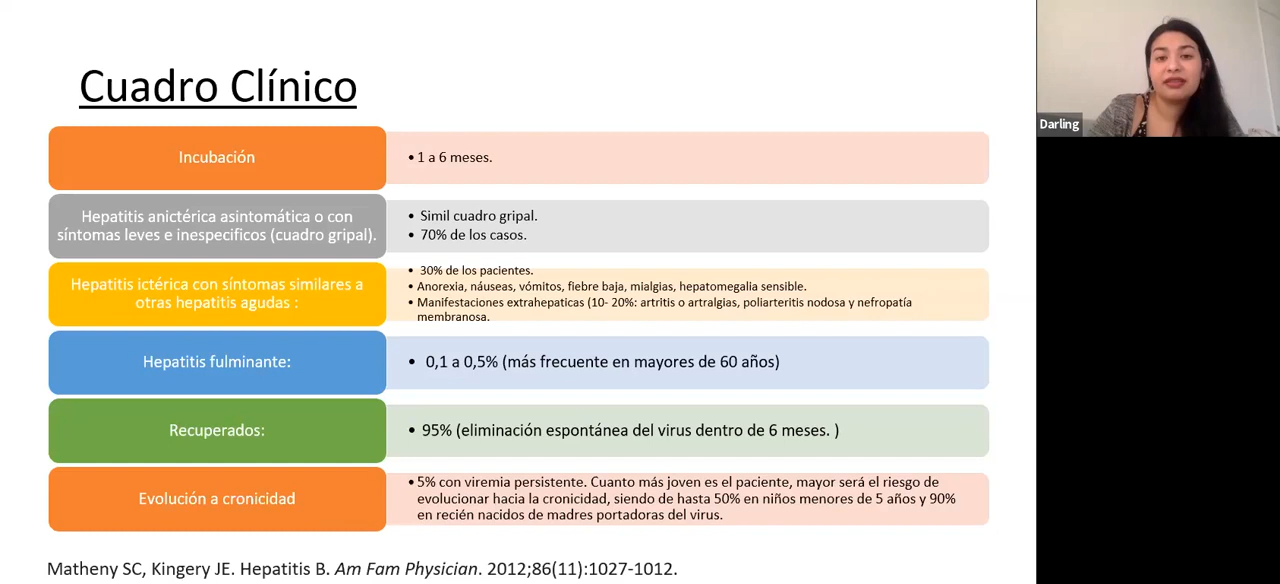 Cuadro Clínico
Incubación
•1 a 6 meses.
Hepatitis anictérica asintomática o con
síntomas leves e inespecificos (cuadro gripal).
• Simil cuadro gripal.
• 70% de los casos.
Hepatitis ictérica con síntomas similares a
otras hepatitis agudas :
• 30% de los pacientes.
• Anorexia, náuseas, vómitos, fiebre baja, mialgias, hepatomegalia sensible.
• Manifestaciones extrahepaticas (10- 20%: artritis o artralgias, poliarteritis nodosa y nefropatía
membranosa.
Hepatitis fulminante:
• 0,1 a 0,5% (más frecuente en mayores de 60 años)
Recuperados:
• 95% (eliminación espontánea del virus dentro de 6 meses. )
Evolución a cronicidad
•5% con viremia persistente. Cuanto más joven es el paciente, mayor será el riesgo de
evolucionar hacia la cronicidad, siendo de hasta 50% en niños menores de 5 años y 90%
en recién nacidos de madres portadoras del virus.
Matheny SC, Kingery JE. Hepatitis B. Am Fam Physician. 2012;86(11):1027-1012.
Darling